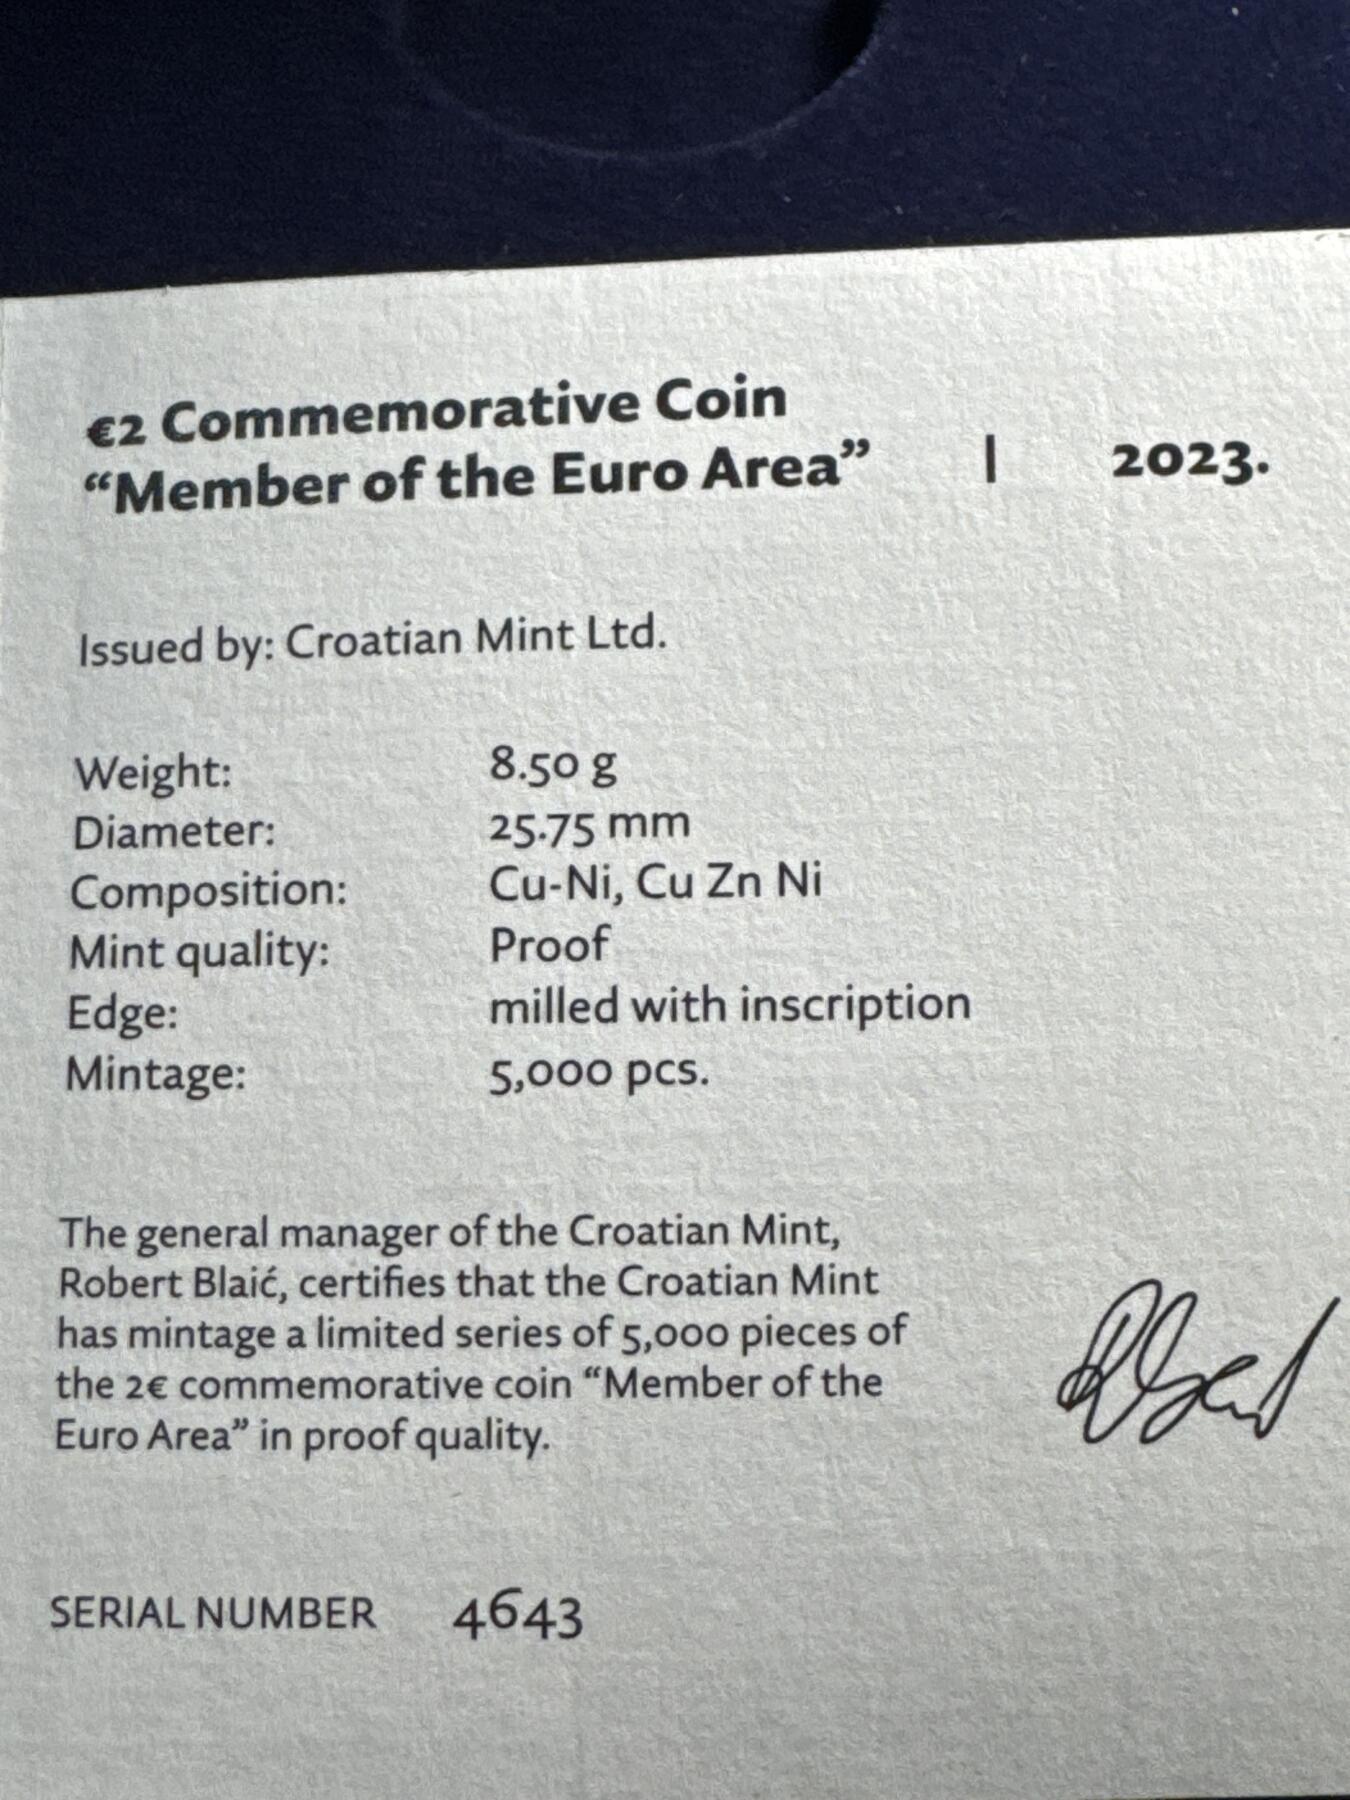 €2 Commemorative Coin
“Member of the Euro Area” | 2023.
Issued by: Croatian Mint Ltd.
Weight: 8.50 g
Diameter: 25.75 mm
Composition: Cu-Ni, Cu Zn Ni
Mint quality: Proof
Edge: milled with inscription
Mintage: 5,000 pcs.
The general manager of the Croatian Mint,
Robert Blaić, certifies that the Croatian Mint
has mintage a limited series of 5,000 pieces of
the 2€ commemorative coin “Member of the
Euro Area” in proof quality.
SERIAL NUMBER 4643